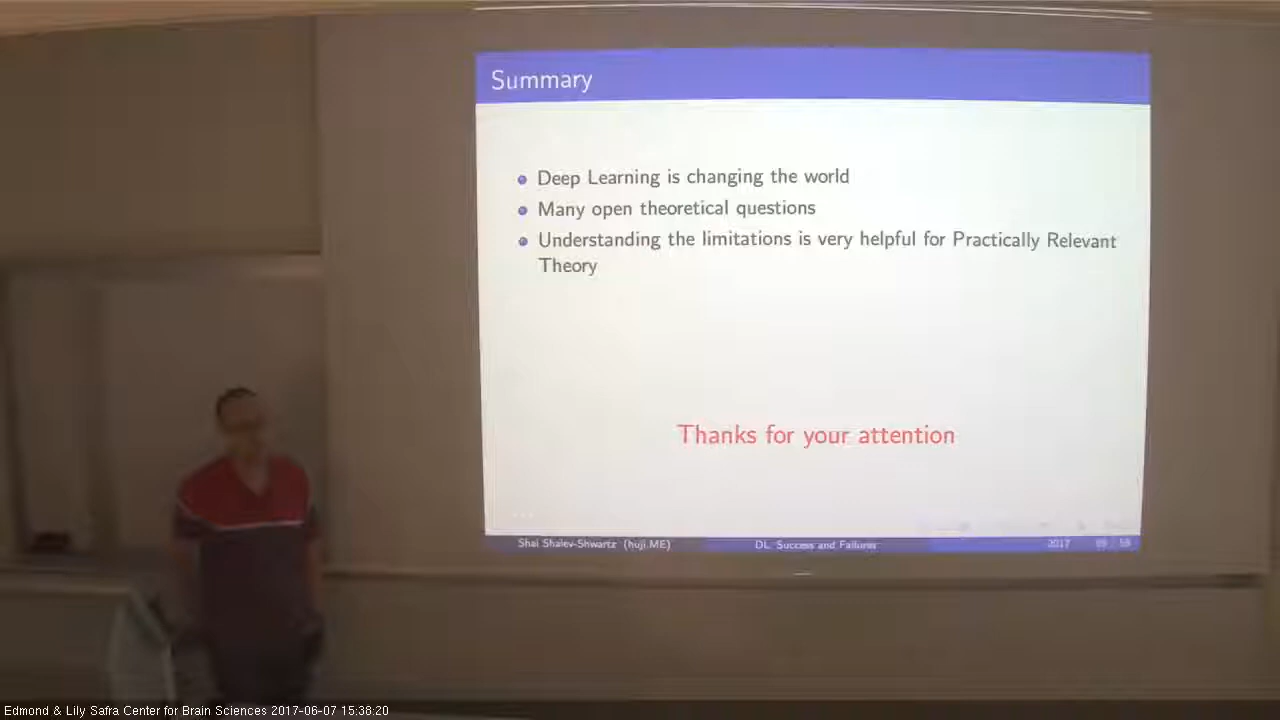 Summary
Deep Learning is changing the world
Many open theoretical questions
Understanding the limitations is very helpful for Practically Relevant
Theory
Thanks for your attention
Shai Shalev-Shwartz (huji,ME)
DL, Success and Failures
2017
Edmond & Lily Safra Center for Brain Sciences 2017-06-07 15:38:20